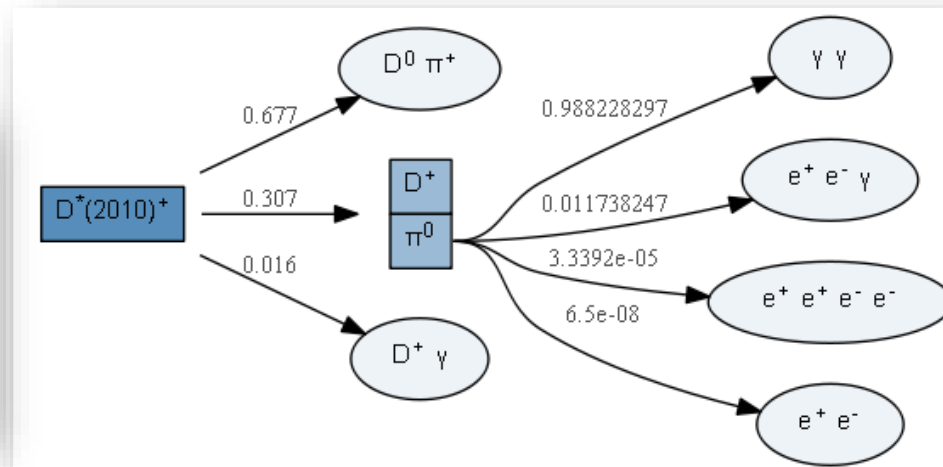 D⁰ π⁺
γ γ
0.677
0.988228297
D*(2010)⁺
0.307
D⁺
π⁰
0.011738247
e⁺ e⁻ γ
3.3392e-05
e⁺ e⁺ e⁻ e⁻
0.016
6.5e-08
D⁺ γ
e⁺ e⁻